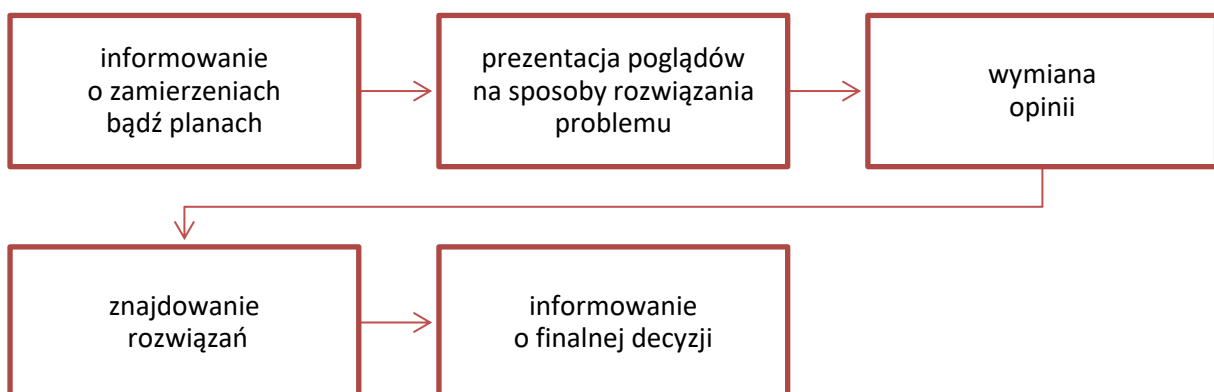 informowanie
o zamierzeniach
bądź planach
prezentacja poglądów
na sposoby rozwiązania
problemu
wymiana
opinii
znajdowanie
rozwiązań
informowanie
o finalnej decyzji